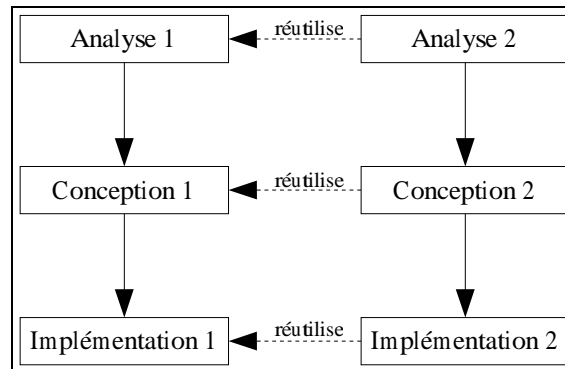 Analyse 1 réutilise Analyse 2
Conception 1 réutilise Conception 2
Implémentation 1 réutilise Implémentation 2